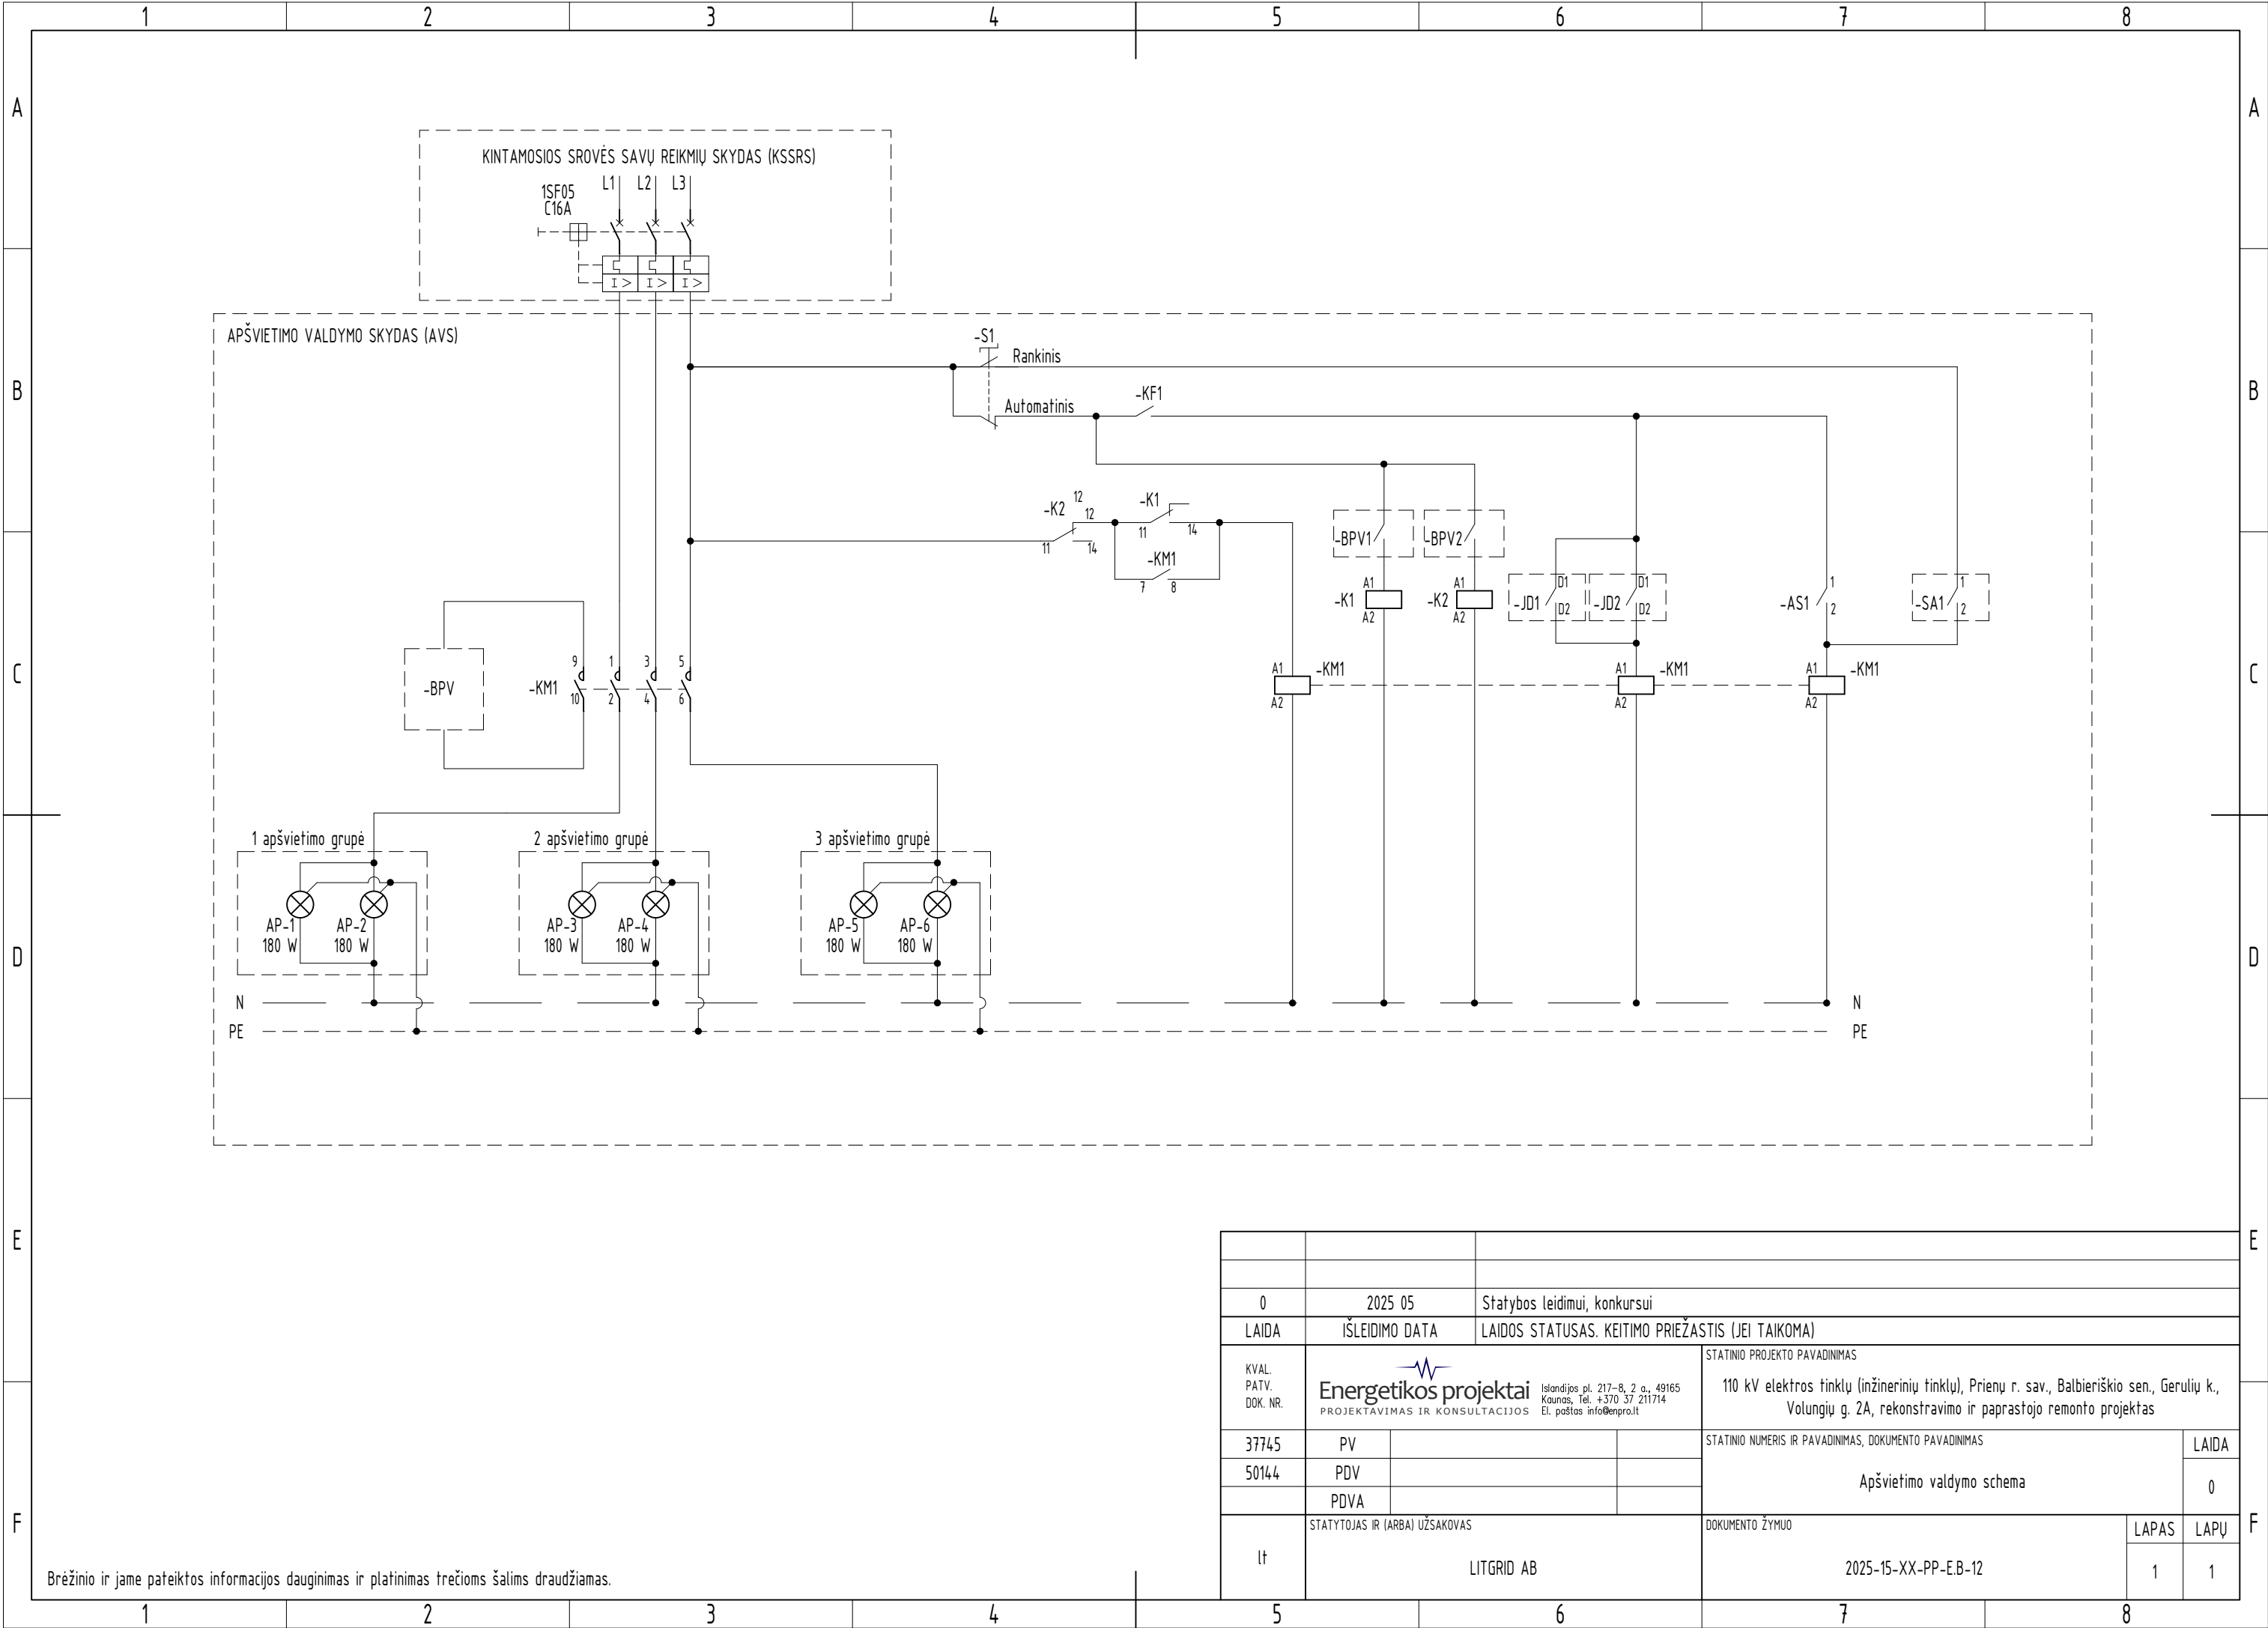 1 2 3 4 5 6 7 8
A A
KINTAMOSIOS SROVĖS SAVŲ REIKMIŲ SKYDAS (KSSRS)
L1 L2 L3
1SF05
C16A
I > I > I >
APŠVIETIMO VALDYMO SKYDAS (AVS)
-S1
Rankinis
B B
-KF1
Automatinis
-K2 12 12 -K1
11 14 11 14
-KM1
7 8
-BPV1 -BPV2
A1 A1 D1 D1 1 1
-K1 -K2 -JD1 -JD2 -AS1 -SA1
A2 A2 D2 D2 2 2
9 1 3 5
C C
-BPV -KM1
10 2 4 6
A1 -KM1 A1 -KM1 A1 -KM1
A2 A2 A2
1 apšvietimo grupė 2 apšvietimo grupė 3 apšvietimo grupė
AP-1 AP-2 AP-3 AP-4 AP-5 AP-6
180 W 180 W 180 W 180 W 180 W 180 W
D D
N N
PE PE
E E
0 2025 05 Statybos leidimui, konkursui
LAIDA IŠLEIDIMO DATA LAIDOS STATUSAS. KEITIMO PRIEŽASTIS (JEI TAIKOMA)
KVAL.
PATV.
DOK. NR.
Energetikos projektai
PROJEKTAVIMAS IR KONSULTACIJOS
Islandijos pl. 217-8, 2 a., 49165
Kaunas, Tel. +370 37 211714
El. paštas info@enpro.lt
STATINIO PROJEKTO PAVADINIMAS
110 kV elektros tinklų (inžinerinių tinklų), Prienų r. sav., Balbieriškio sen., Gerulių k.,
Volungių g. 2A, rekonstravimo ir paprastojo remonto projektas
37745 PV
50144 PDV
PDVA
STATINIO NUMERIS IR PAVADINIMAS, DOKUMENTO PAVADINIMAS
Apšvietimo valdymo schema
LAIDA
0
F F
lt
STATYTOJAS IR (ARBA) UŽSAKOVAS
LITGRID AB
DOKUMENTO ŽYMUO
2025-15-XX-PP-E.B-12
LAPAS LAPŲ
1 1
Brėžinio ir jame pateiktos informacijos dauginimas ir platinimas trečioms šalims draudžiamas.
1 2 3 4 5 6 7 8